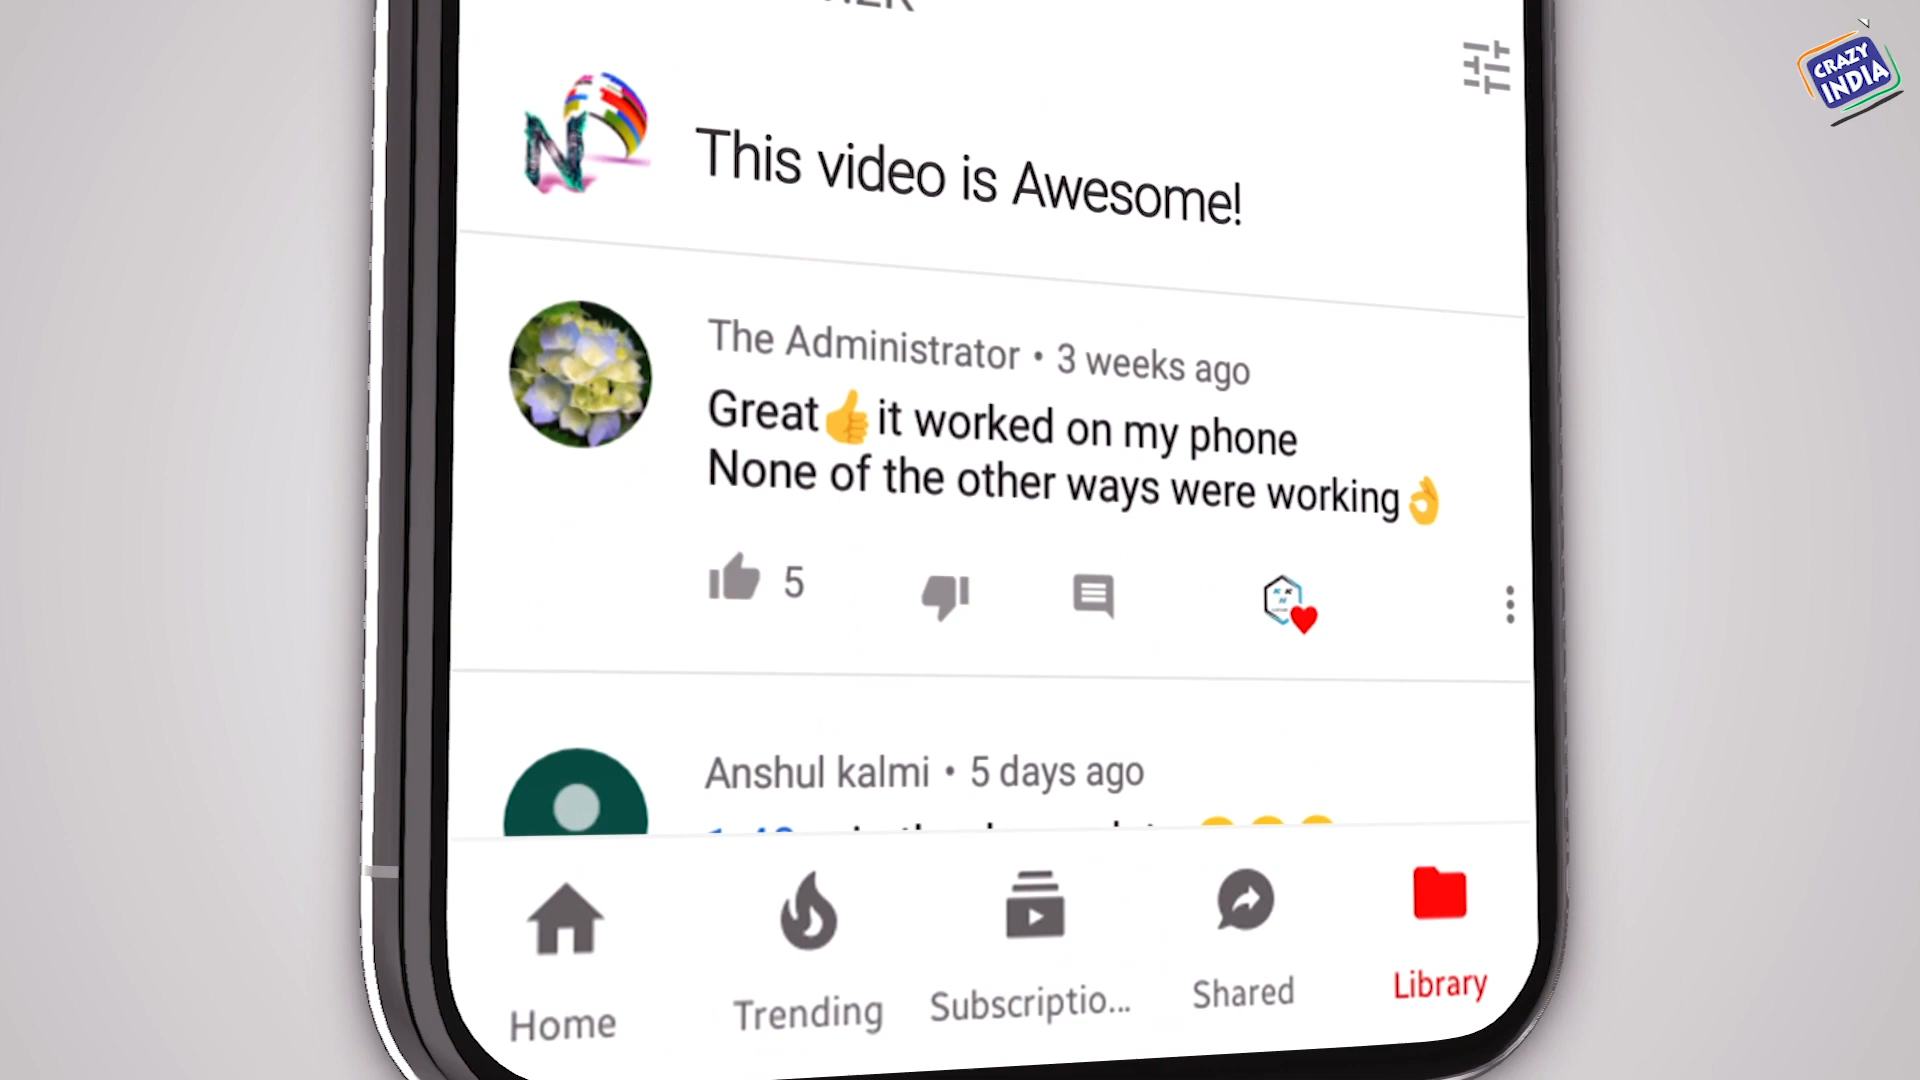 CRAZY
INDIA
This video is Awesome!
The Administrator • 3 weeks ago
Great👍it worked on my phone
None of the other ways were working👌
5
Anshul kalmi • 5 days ago
Home
Trending
Subscriptio...
Shared
Library